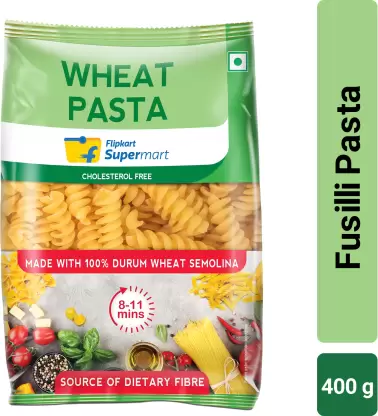 WHEAT
PASTA
Flipkart
Supermart
CHOLESTEROL FREE
MADE WITH 100% DURUM WHEAT SEMOLINA
8-11
mins
SOURCE OF DIETARY FIBRE
Fusilli Pasta
400 g